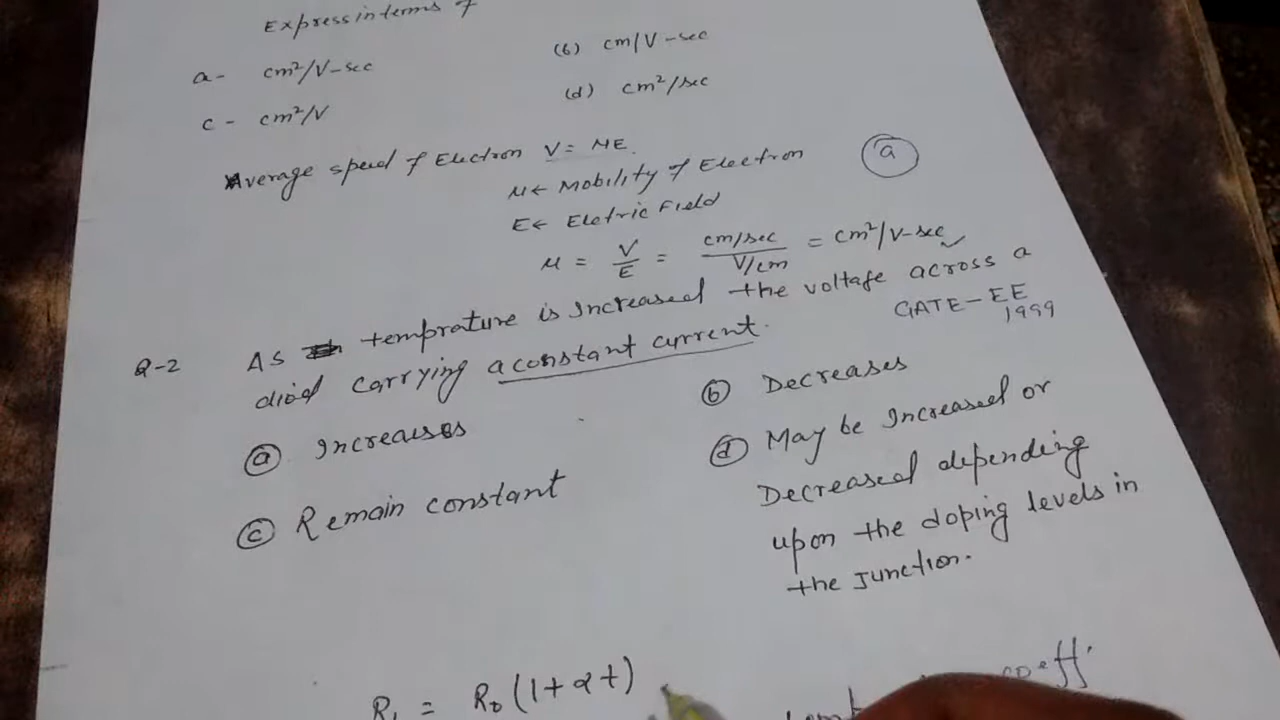 Express in terms of
a- cm²/V-sec (b) cm/V-sec
c- cm²/V (d) cm²/sec
Average speed of Electron V = ME.
M← Mobility of Electron (a)
E← Eletric Field
M = V/E = cm/sec / V/cm = cm²/V-sec ✓
Q-2 As temprature is increased the voltage across a
diod carrying a constant current. GATE-EE 1999
(a) Increases (b) Decreases
(c) Remain constant (d) May be Increased or
Decreased depending
upon the doping levels in
the Junction.
= R₀(1+αt) coeff.